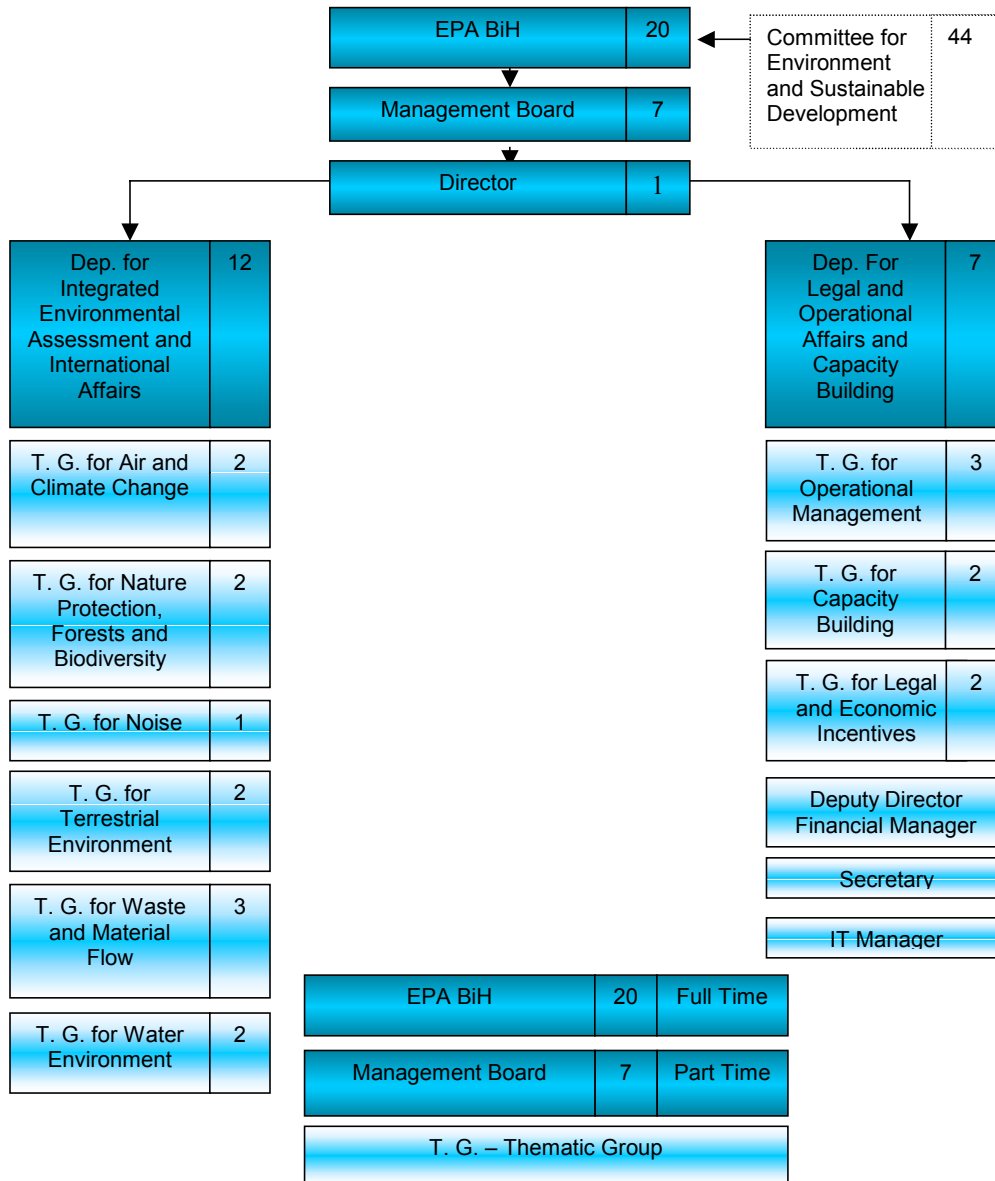 EPA BiH 20
Committee for 44
Environment
and Sustainable
Development
Management Board 7
Director 1
Dep. for 12
Integrated
Environmental
Assessment and
International
Affairs
T. G. for Air and 2
Climate Change
T. G. for Nature 2
Protection,
Forests and
Biodiversity
T. G. for Noise 1
T. G. for 2
Terrestrial
Environment
T. G. for Waste 3
and Material
Flow
T. G. for Water 2
Environment
Dep. For 7
Legal and
Operational
Affairs and
Capacity
Building
T. G. for 3
Operational
Management
T. G. for 2
Capacity
Building
T. G. for Legal 2
and Economic
Incentives
Deputy Director
Financial Manager
Secretary
IT Manager
EPA BiH 20 Full Time
Management Board 7 Part Time
T. G. – Thematic Group